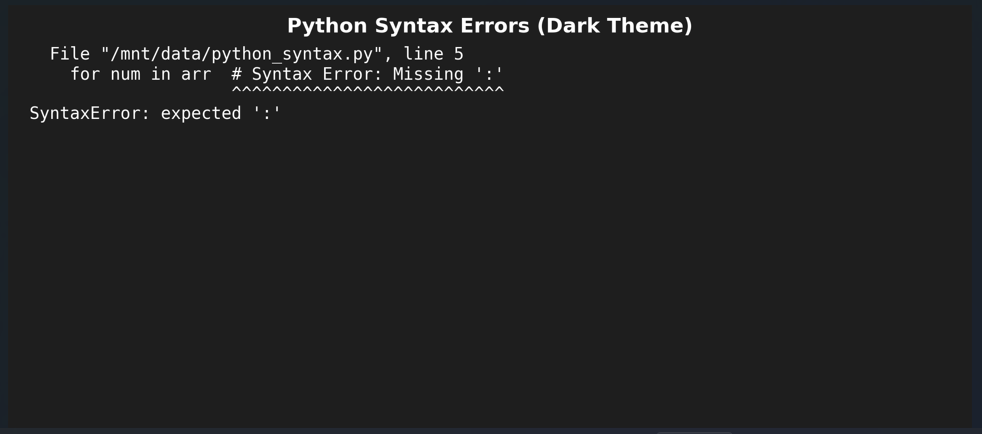 Python Syntax Errors (Dark Theme)
File "/mnt/data/python_syntax.py", line 5
for num in arr  # Syntax Error: Missing ':'
^^^^^^^^^^^^^^^^^^^^^^^^^^^
SyntaxError: expected ':'